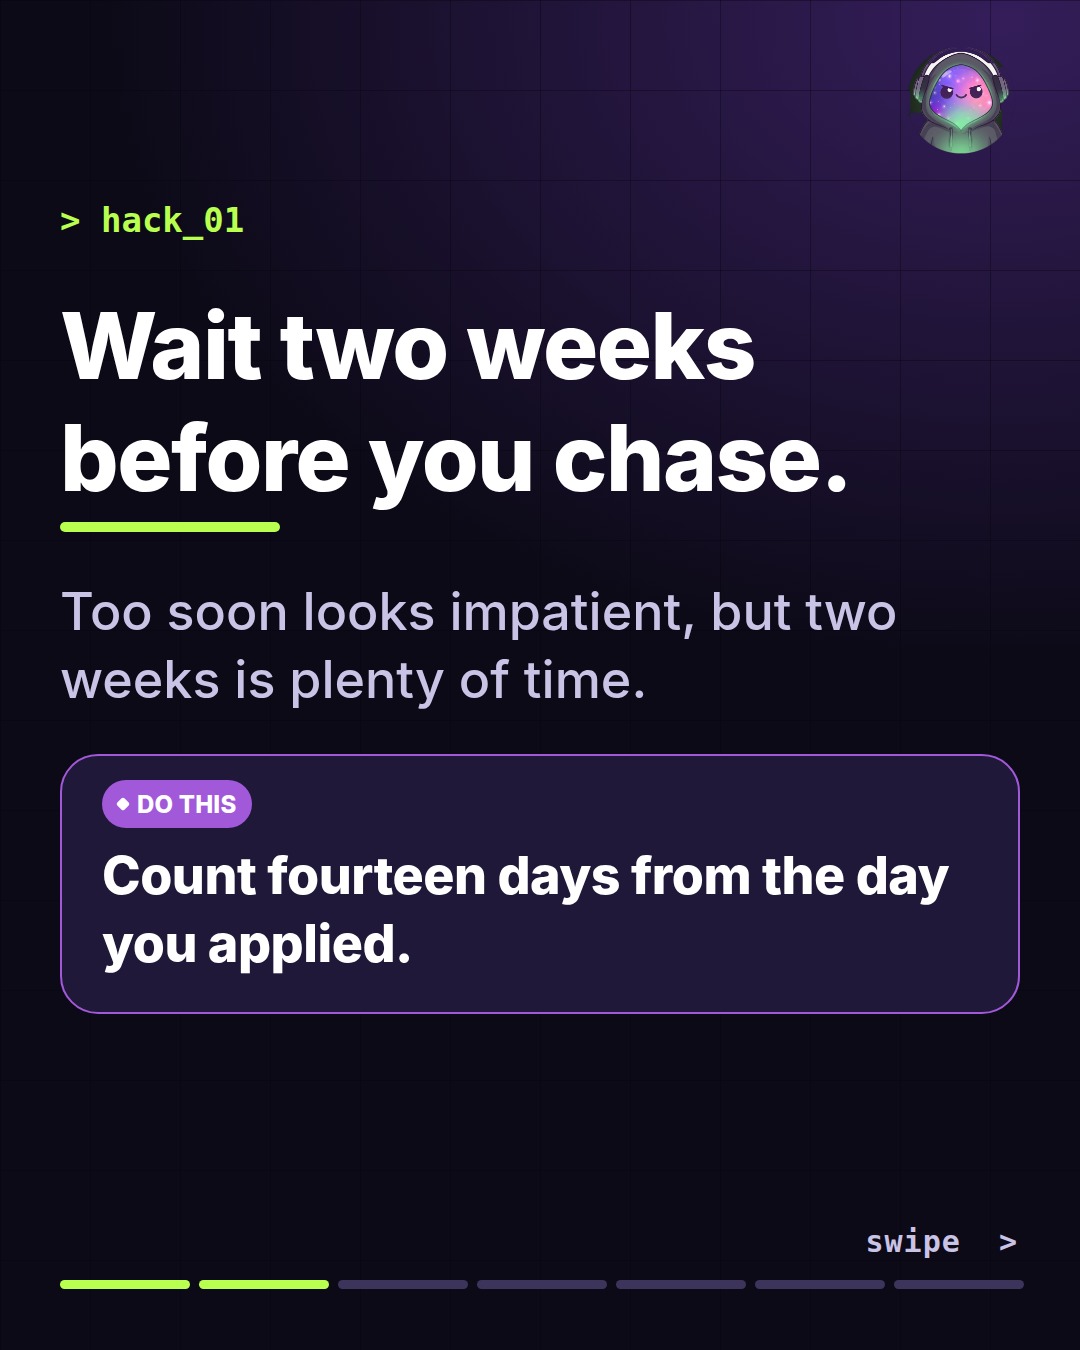 > hack_01
Wait two weeks
before you chase.
Too soon looks impatient, but two
weeks is plenty of time.
DO THIS
Count fourteen days from the day
you applied.
swipe >